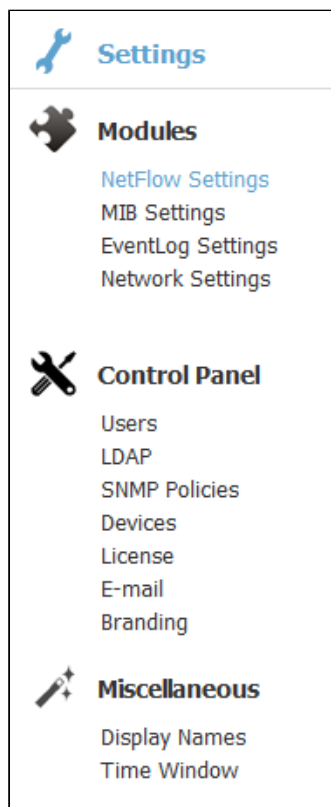 Settings
Modules
NetFlow Settings
MIB Settings
EventLog Settings
Network Settings
Control Panel
Users
LDAP
SNMP Policies
Devices
License
E-mail
Branding
Miscellaneous
Display Names
Time Window